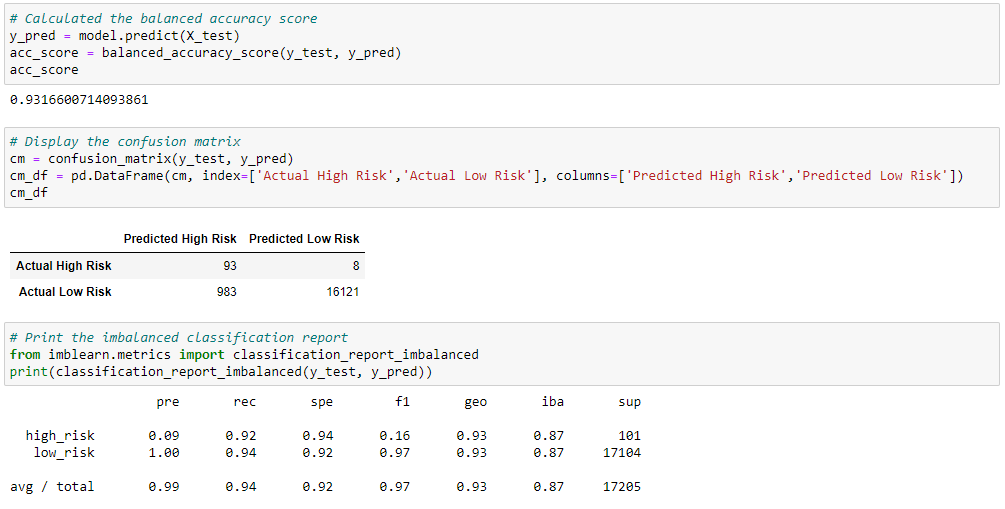 # Calculated the balanced accuracy score
y_pred = model.predict(X_test)
acc_score = balanced_accuracy_score(y_test, y_pred)
acc_score
0.9316600714093861
# Display the confusion matrix
cm = confusion_matrix(y_test, y_pred)
cm_df = pd.DataFrame(cm, index=['Actual High Risk','Actual Low Risk'], columns=['Predicted High Risk','Predicted Low Risk'])
cm_df
Predicted High Risk Predicted Low Risk
Actual High Risk 93 8
Actual Low Risk 983 16121
# Print the imbalanced classification report
from imblearn.metrics import classification_report_imbalanced
print(classification_report_imbalanced(y_test, y_pred))
pre rec spe f1 geo iba sup
high_risk 0.09 0.92 0.94 0.16 0.93 0.87 101
low_risk 1.00 0.94 0.92 0.97 0.93 0.87 17104
avg / total 0.99 0.94 0.92 0.97 0.93 0.87 17205